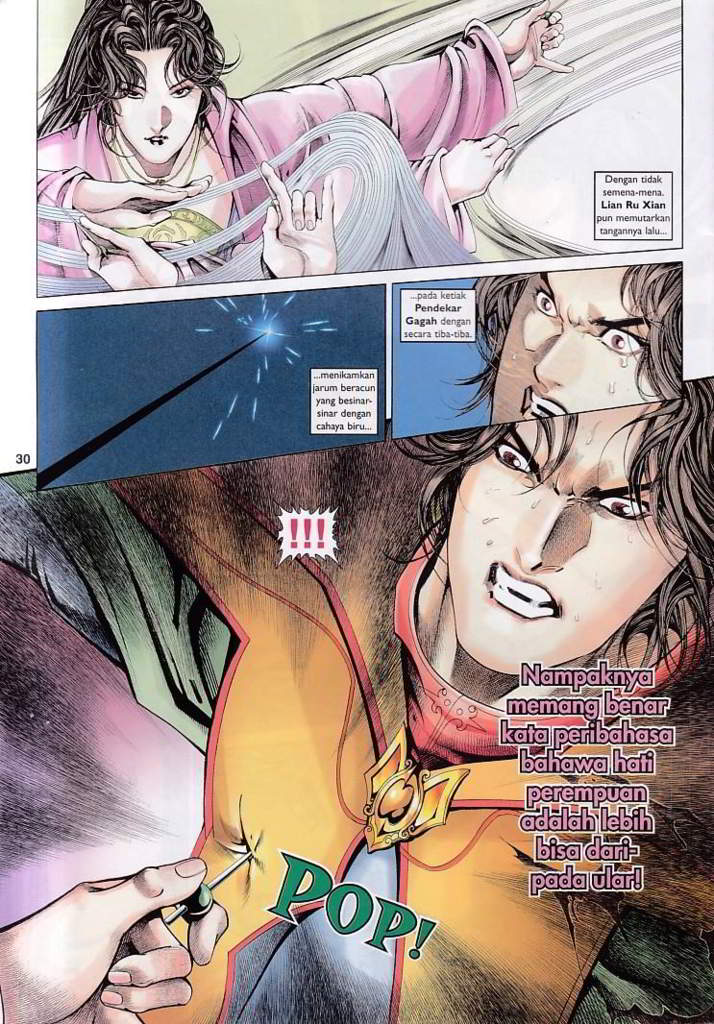 Dengan tidak
semena-mena.
Lian Ru Xian
pun memutarkan
tangannya lalu...
...menikamkan
jarum beracun
yang besinar-
sinar dengan
cahaya biru...
...pada ketiak
Pendekar
Gagah dengan
secara tiba-tiba.
30
!!!
Nampaknya
memang benar
kata peribahasa
bahawa hati
perempuan
adalah lebih
bisa dari-
pada ular!
POP!